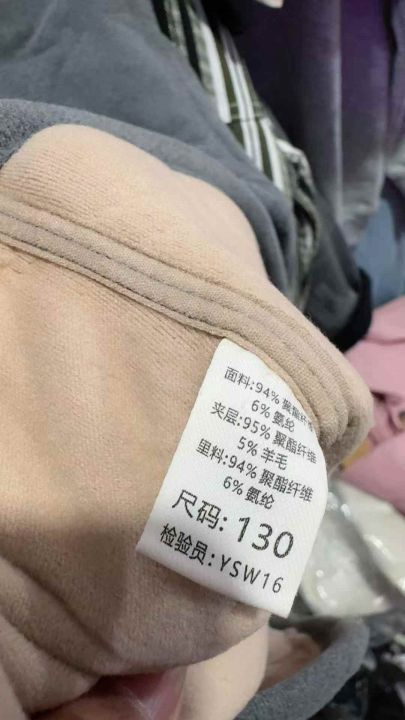 面料:94% 聚酯纤维
6% 氨纶
夹层:95% 聚酯纤维
5% 羊毛
里料:94% 聚酯纤维
6% 氨纶
尺码: 130
检验员: YSW16